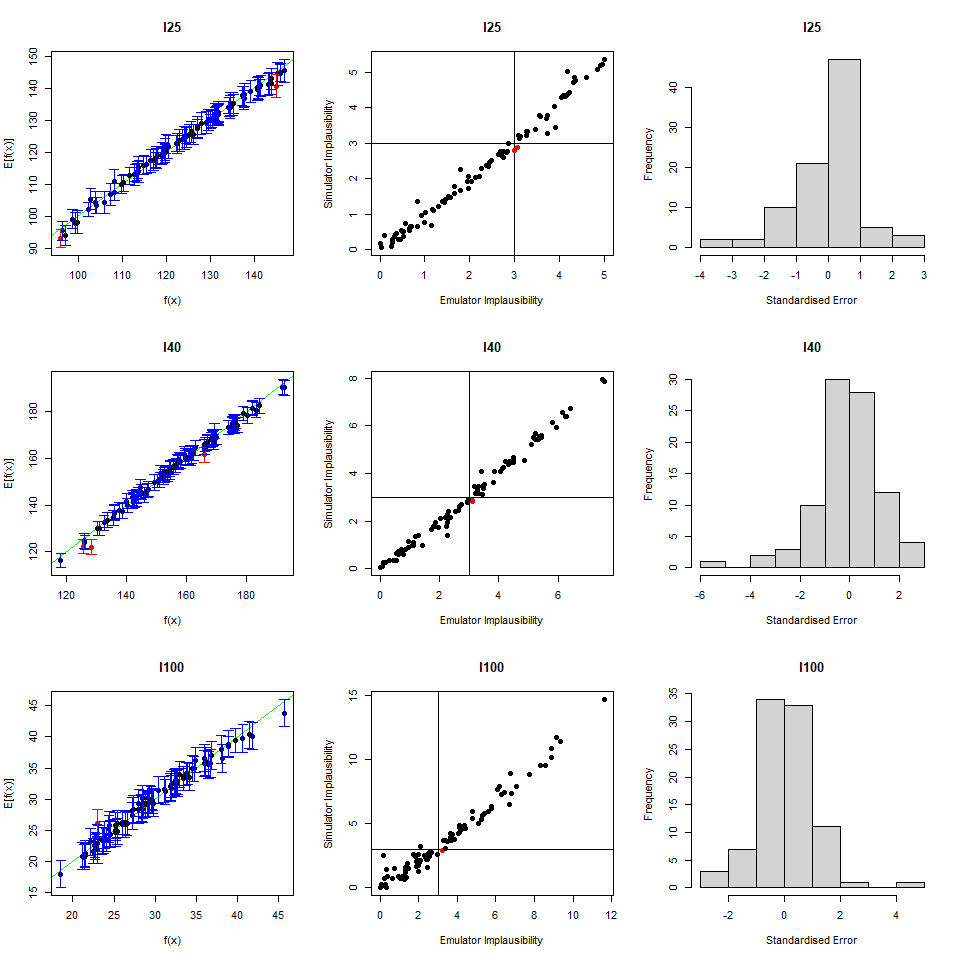 I25
E[f(x)]
90 100 110 120 130 140 150
100 110 120 130 140
f(x)
I25
Simulator Implausibility
0 1 2 3 4 5
0 1 2 3 4 5
Emulator Implausibility
I25
Frequency
0 10 20 30 40
-4 -3 -2 -1 0 1 2 3
Standardised Error
I40
E[f(x)]
120 140 160 180
120 140 160 180
f(x)
I40
Simulator Implausibility
0 2 4 6 8
0 2 4 6
Emulator Implausibility
I40
Frequency
0 5 10 15 20 25 30
-6 -4 -2 0 2
Standardised Error
I100
E[f(x)]
15 20 25 30 35 40 45
20 25 30 35 40 45
f(x)
I100
Simulator Implausibility
0 5 10 15
0 2 4 6 8 10 12
Emulator Implausibility
I100
Frequency
0 5 10 15 20 25 30 35
-2 0 2 4
Standardised Error